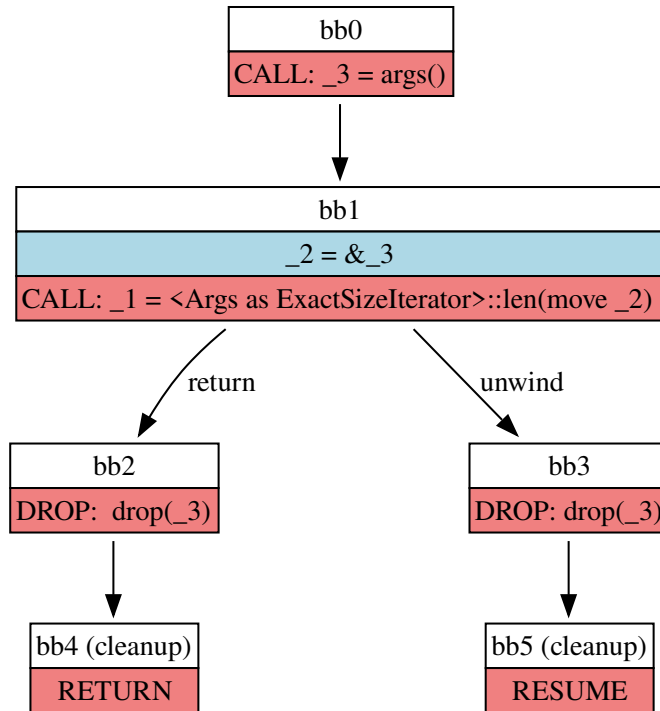 bb0
CALL: _3 = args()
bb1
_2 = &_3
CALL: _1 = <Args as ExactSizeIterator>::len(move _2)
return
unwind
bb2
DROP:  drop(_3)
bb3
DROP: drop(_3)
bb4 (cleanup)
RETURN
bb5 (cleanup)
RESUME